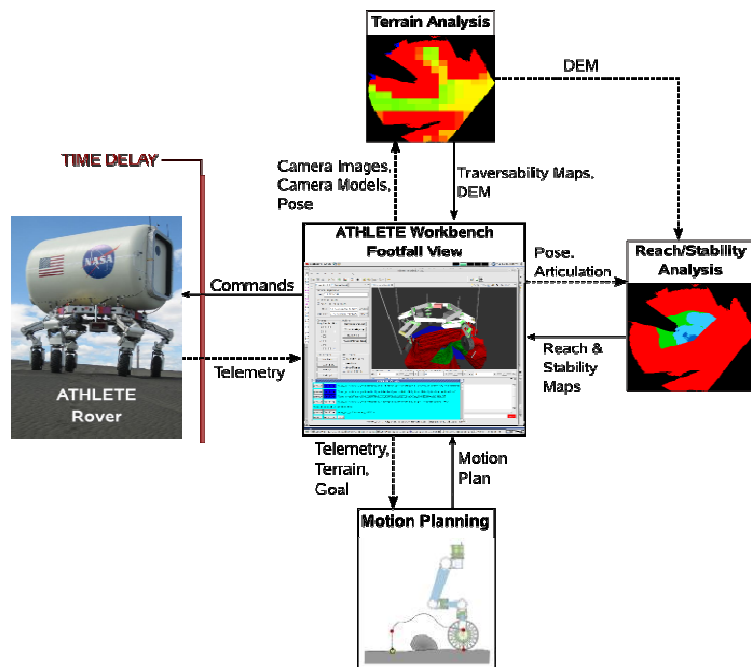 Terrain Analysis
DEM
TIME DELAY
Camera Images,
Camera Models,
Pose
Traversability Maps,
DEM
ATHLETE Workbench
Footfall View
NASA
Pose,
Articulation
Reach/Stability
Analysis
Commands
Telemetry
Reach &
Stability
Maps
ATHLETE
Rover
Telemetry,
Terrain,
Goal
Motion
Plan
Motion Planning